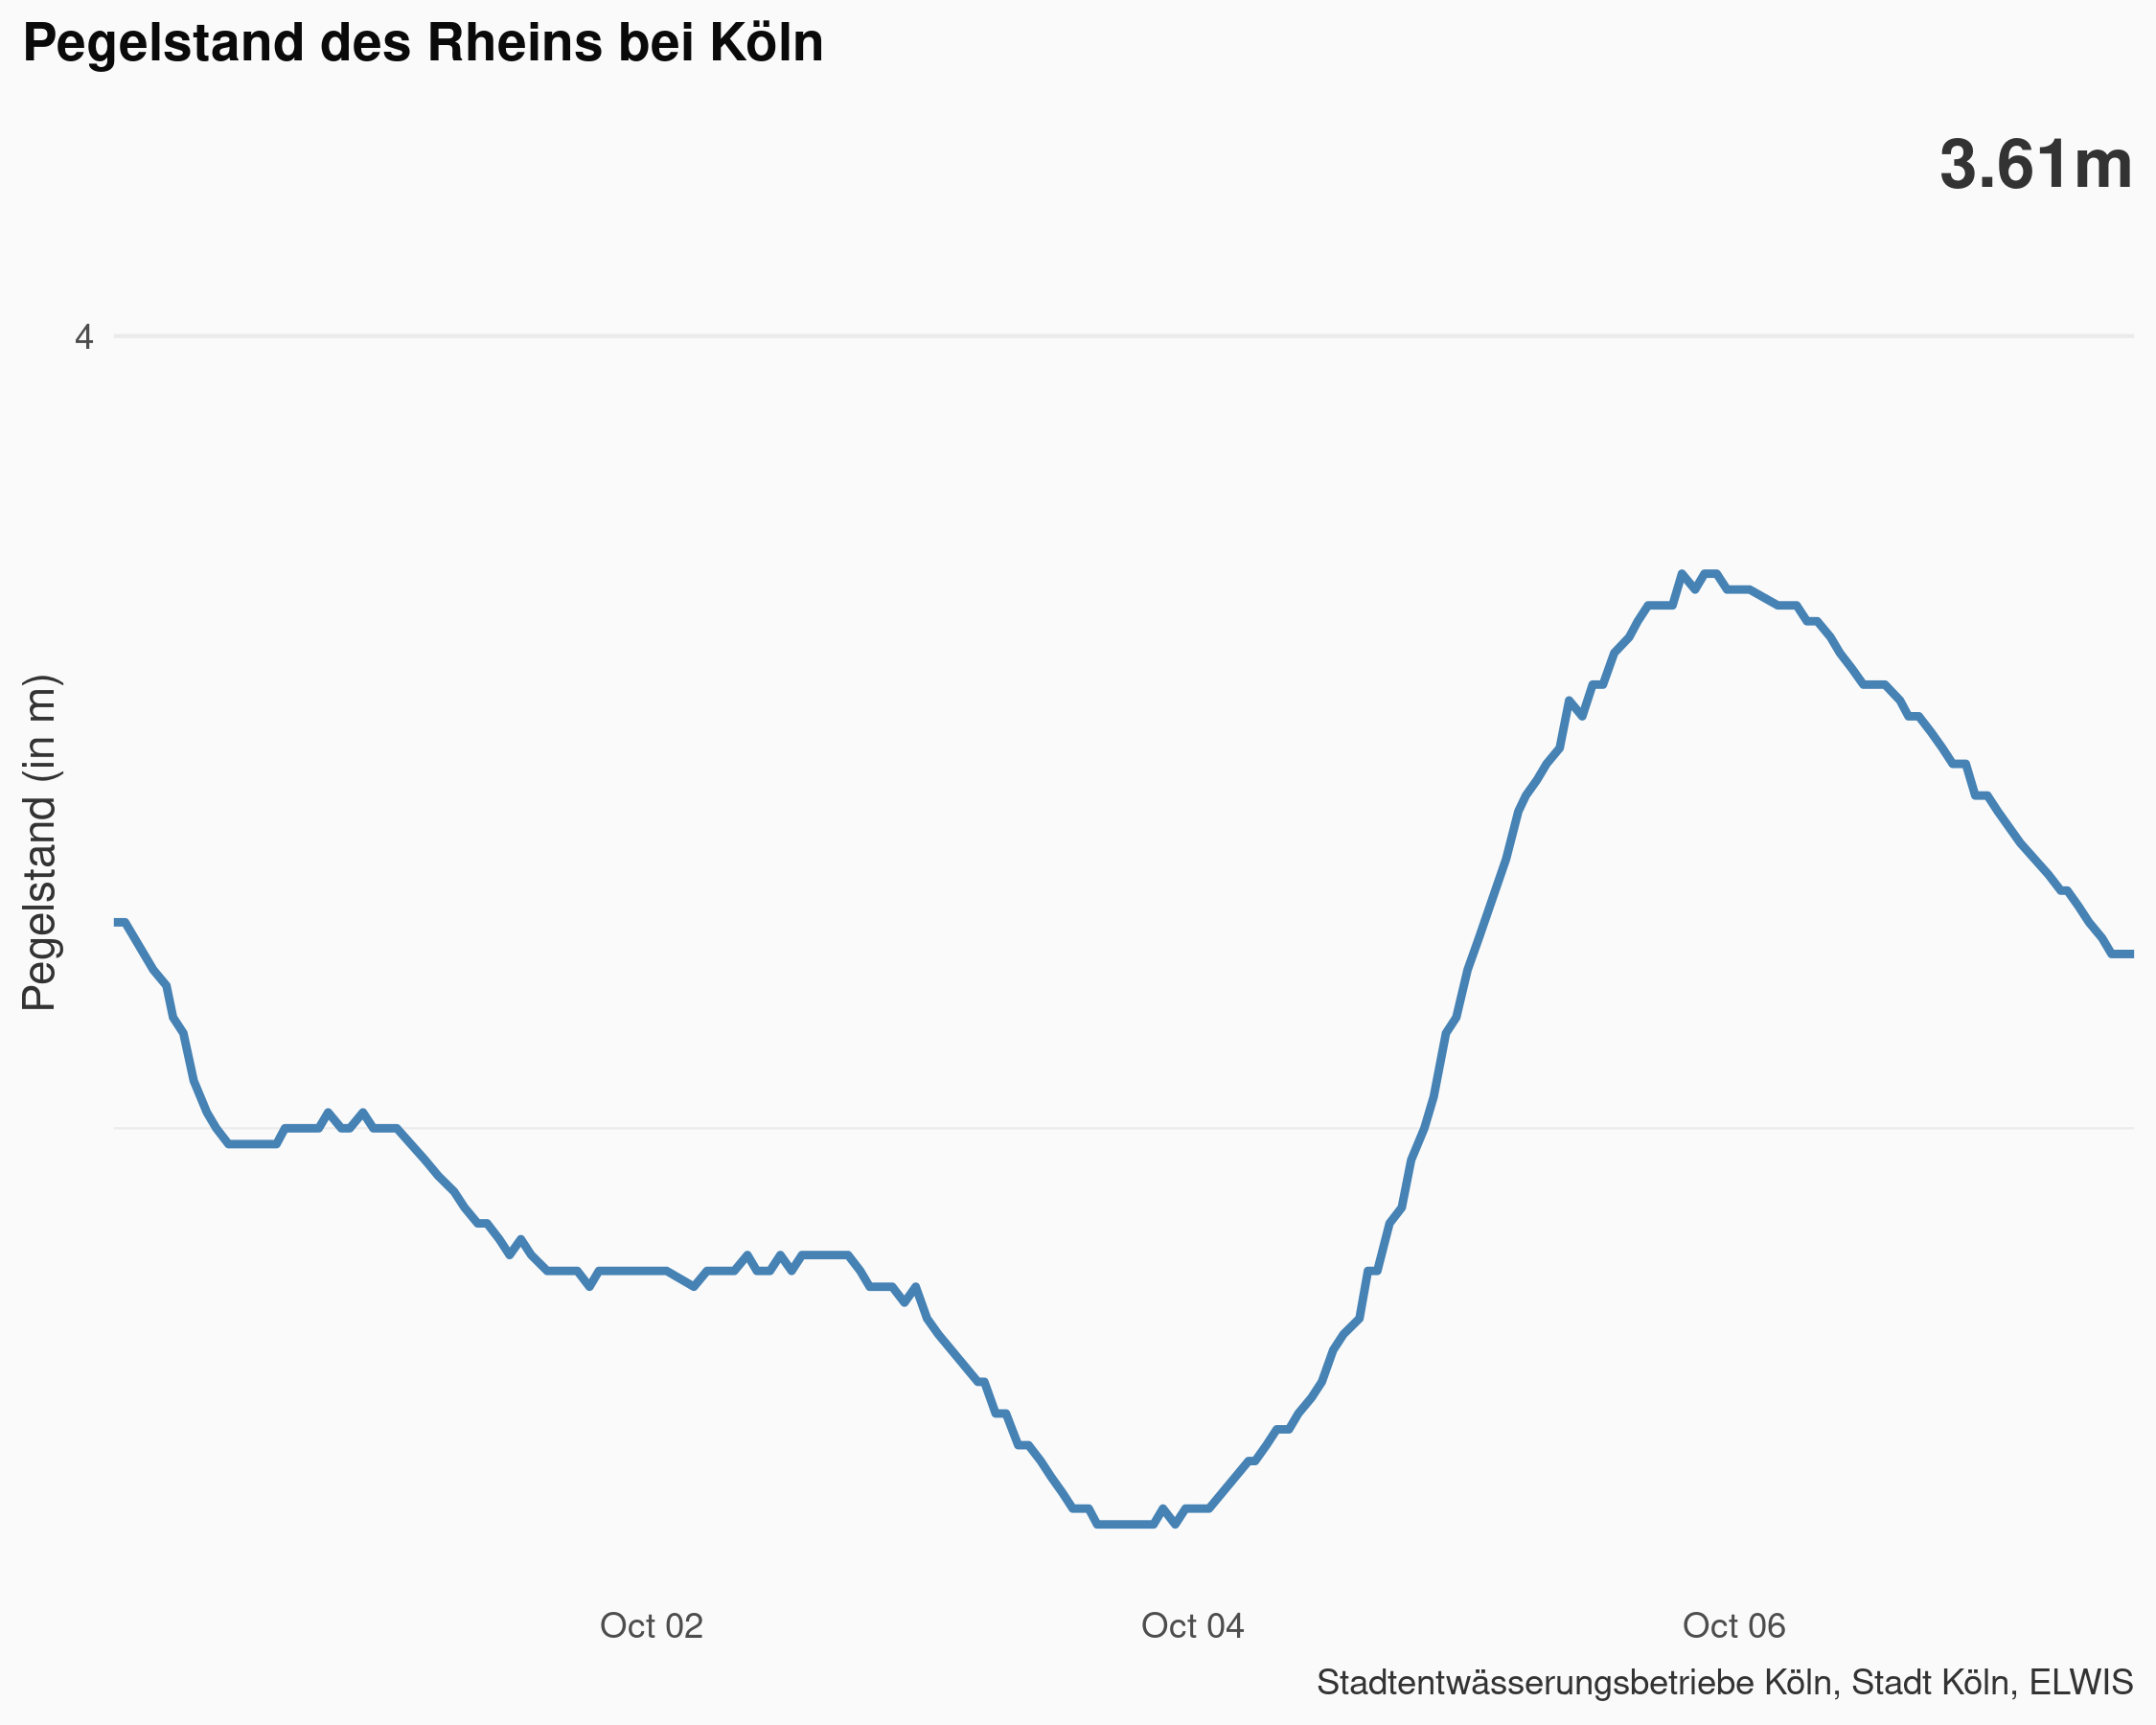 Pegelstand des Rheins bei Köln
3.61m
4
Pegelstand (in m)
Oct 02
Oct 04
Oct 06
Stadtentwässerungsbetriebe Köln, Stadt Köln, ELWIS